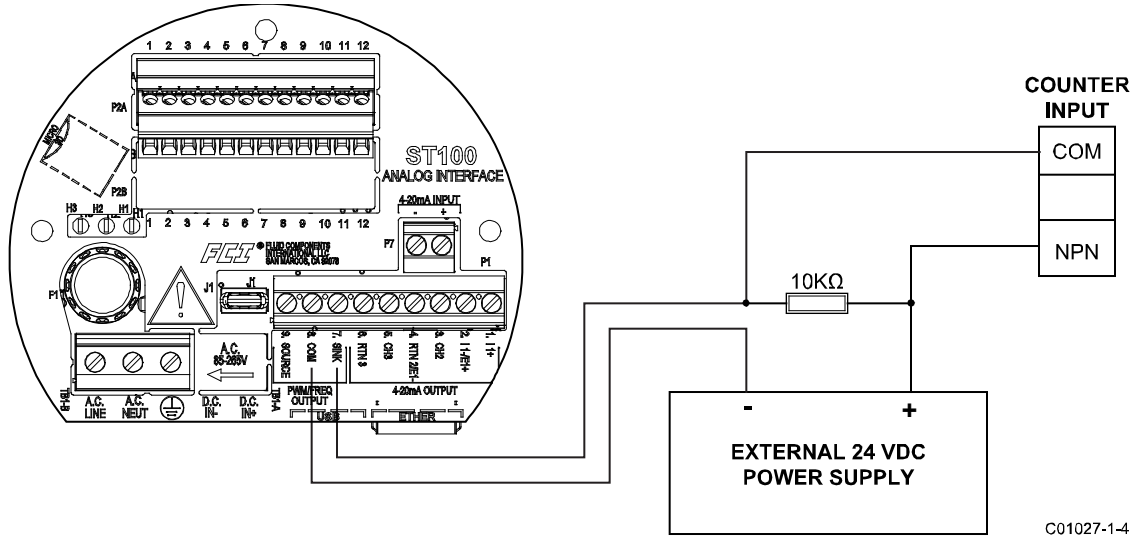 1 2 3 4 5 6 7 8 9 10 11 12
P2A
MICRO
SD
P2B
ST100
ANALOG INTERFACE
4-20mA INPUT
- +
H3 H2 H1
1 2 3 4 5 6 7 8 9 10 11 12
P7
P1
FCI ® FLUID COMPONENTS
INTERNATIONAL LLC
SAN MARCOS, CA 92078
F1
J1
J1
9. SOURCE
8. COM
7. SINK
6. RTN 3
5. CH3
4. RTN 2/E1-
3. CH2
2. I1-/E1+
1. I1+
A.C.
85-265V
PWM/FREQ
OUTPUT
4-20mA OUTPUT
TB1-B
A.C.
LINE
A.C.
NEUT
D.C.
IN-
D.C.
IN+
TB1-A
USB
ETHER
COUNTER
INPUT
COM
NPN
10KΩ
- +
EXTERNAL 24 VDC
POWER SUPPLY
C01027-1-4